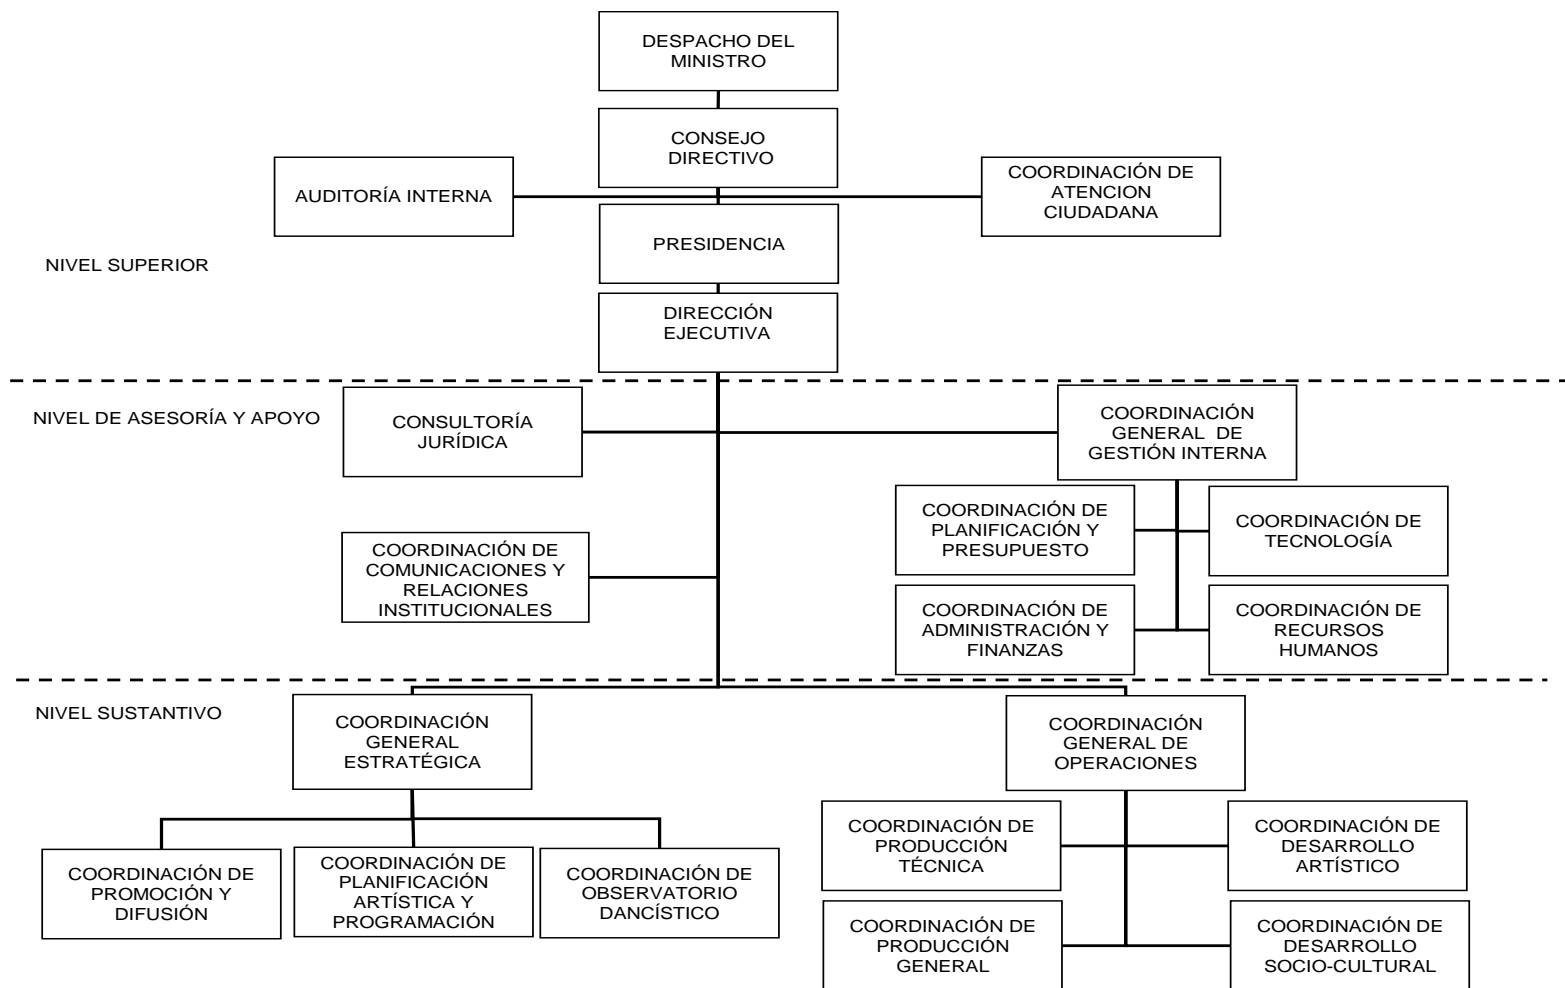 DESPACHO DEL
MINISTRO
CONSEJO
DIRECTIVO
AUDITORÍA INTERNA
COORDINACIÓN DE
ATENCION
CIUDADANA
PRESIDENCIA
NIVEL SUPERIOR
DIRECCIÓN
EJECUTIVA
NIVEL DE ASESORÍA Y APOYO
CONSULTORÍA
JURÍDICA
COORDINACIÓN
GENERAL DE
GESTIÓN INTERNA
COORDINACIÓN DE
PLANIFICACIÓN Y
PRESUPUESTO
COORDINACIÓN DE
TECNOLOGÍA
COORDINACIÓN DE
COMUNICACIONES Y
RELACIONES
INSTITUCIONALES
COORDINACIÓN DE
ADMINISTRACIÓN Y
FINANZAS
COORDINACIÓN DE
RECURSOS
HUMANOS
NIVEL SUSTANTIVO
COORDINACIÓN
GENERAL
ESTRATÉGICA
COORDINACIÓN
GENERAL DE
OPERACIONES
COORDINACIÓN DE
PROMOCIÓN Y
DIFUSIÓN
COORDINACIÓN DE
PLANIFICACIÓN
ARTÍSTICA Y
PROGRAMACIÓN
COORDINACIÓN DE
OBSERVATORIO
DANCÍSTICO
COORDINACIÓN DE
PRODUCCIÓN
TÉCNICA
COORDINACIÓN DE
DESARROLLO
ARTÍSTICO
COORDINACIÓN DE
PRODUCCIÓN
GENERAL
COORDINACIÓN DE
DESARROLLO
SOCIO-CULTURAL